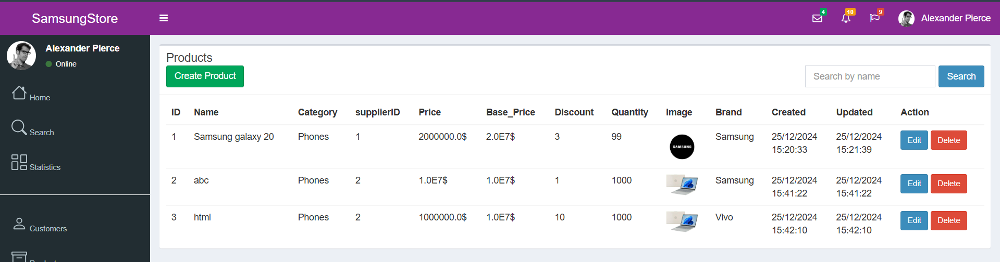 SamsungStore
4
10
9
Alexander Pierce
Alexander Pierce
Online
Home
Search
Statistics
Customers
Products
Create Product
Search by name
Search
ID Name Category supplierID Price Base_Price Discount Quantity Image Brand Created Updated Action
1 Samsung galaxy 20 Phones 1 2000000.0$ 2.0E7$ 3 99 SAMSUNG Samsung 25/12/2024 25/12/2024 Edit Delete
15:20:33 15:21:39
2 abc Phones 2 1.0E7$ 1.0E7$ 1 1000 Samsung 25/12/2024 25/12/2024 Edit Delete
15:41:22 15:41:22
3 html Phones 2 1000000.0$ 1.0E7$ 10 1000 Vivo 25/12/2024 25/12/2024 Edit Delete
15:42:10 15:42:10